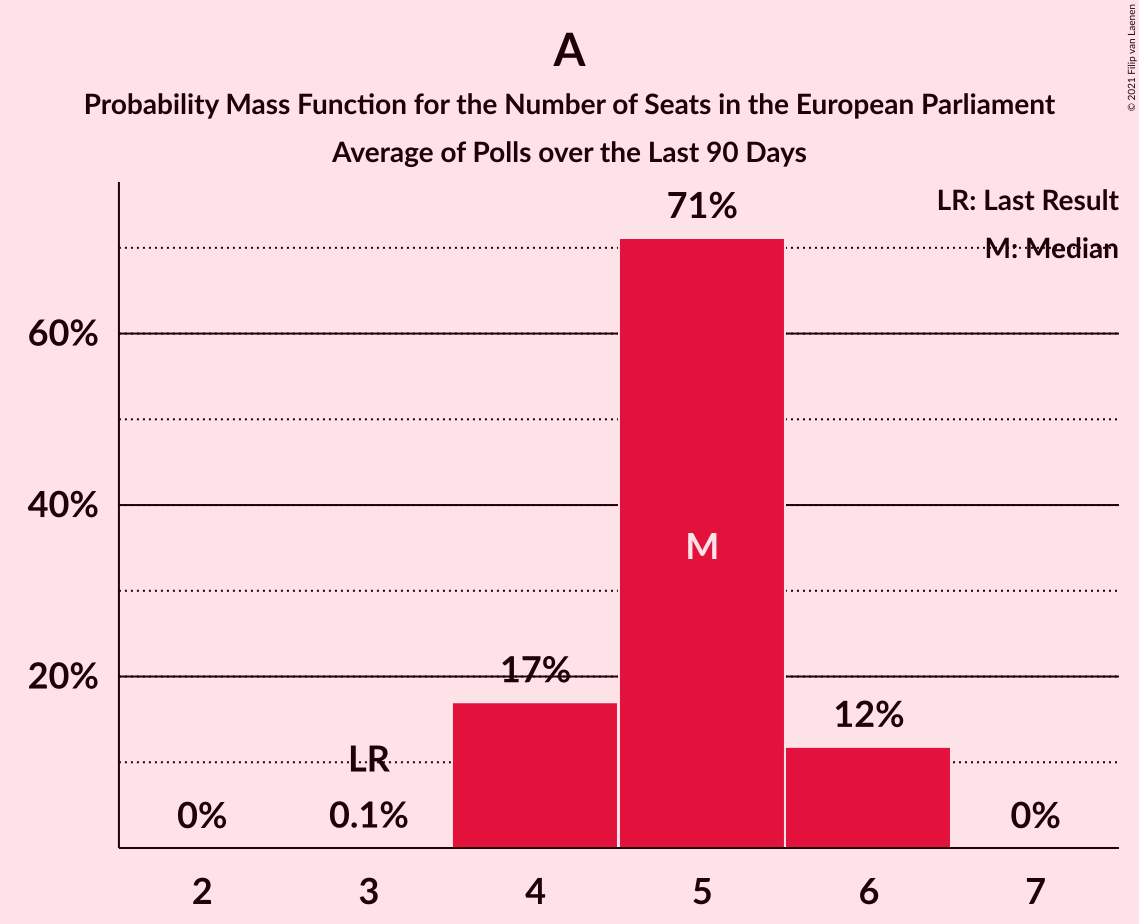 A
Probability Mass Function for the Number of Seats in the European Parliament
Average of Polls over the Last 90 Days
© 2021 Filip van Laenen
LR: Last Result
M: Median
71%
60%
40%
M
20%
17%
12%
LR
0%
0.1%
0%
2 3 4 5 6 7